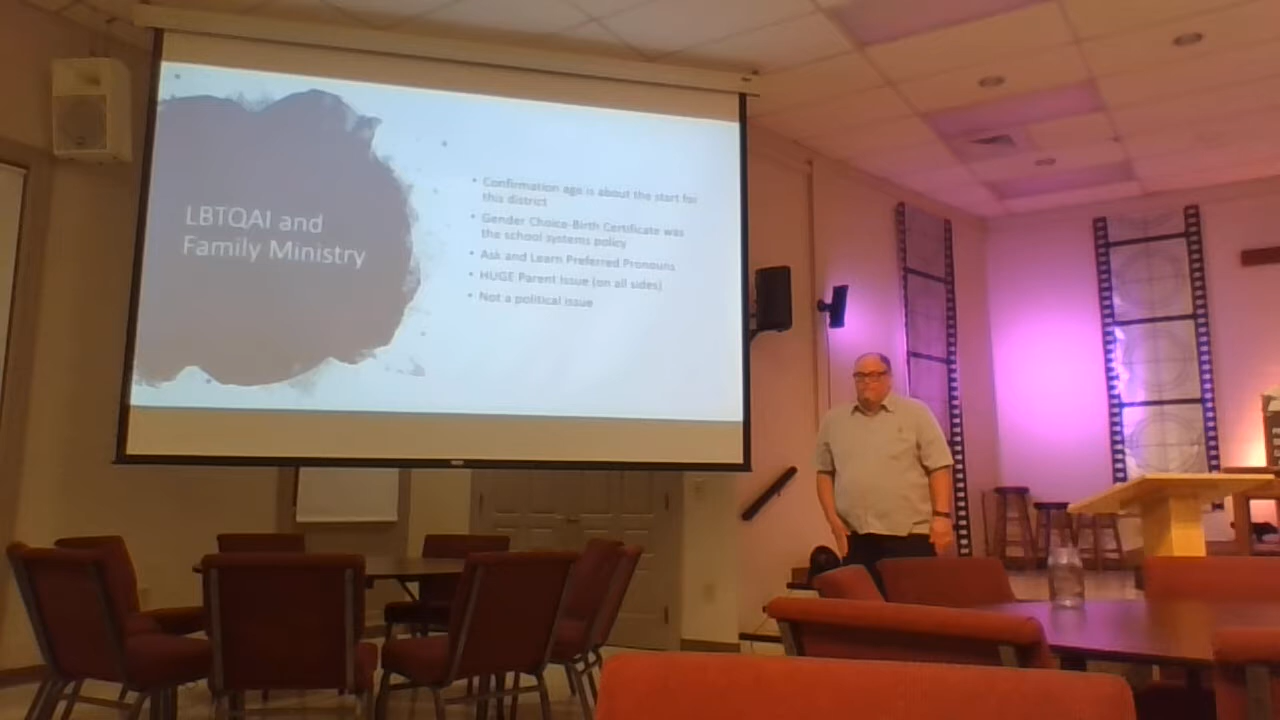 LBTQAI and
Family Ministry
• Confirmation age is about the start for
this district
• Gender Choice-Birth Certificate was
the school systems policy
• Ask and Learn Preferred Pronouns
• HUGE Parent Issue (on all sides)
• Not a political issue